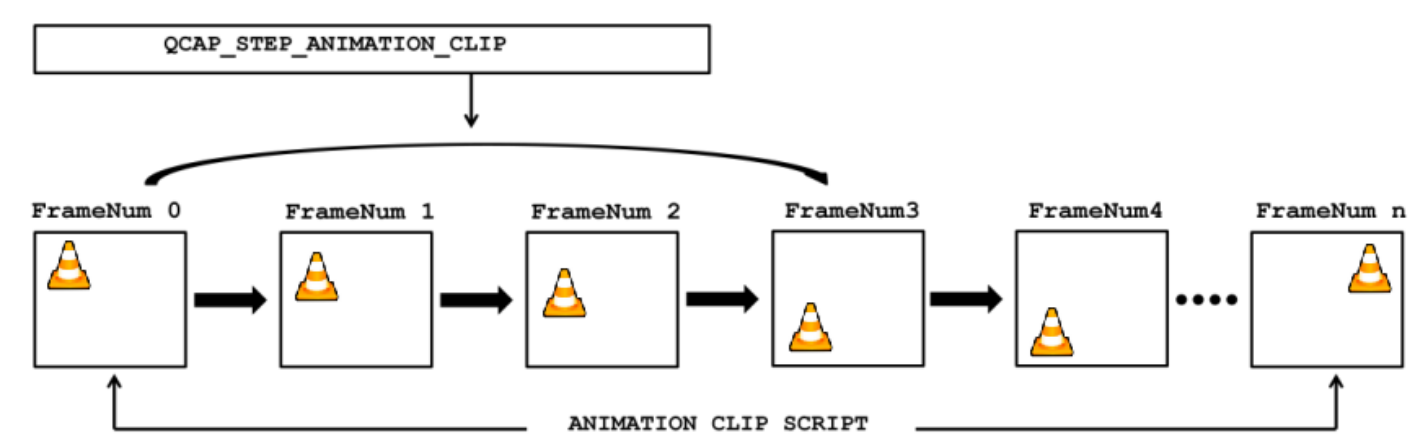 QCAP_STEP_ANIMATION_CLIP
FrameNum 0 FrameNum 1 FrameNum 2 FrameNum3 FrameNum4 FrameNum n
ANIMATION CLIP SCRIPT